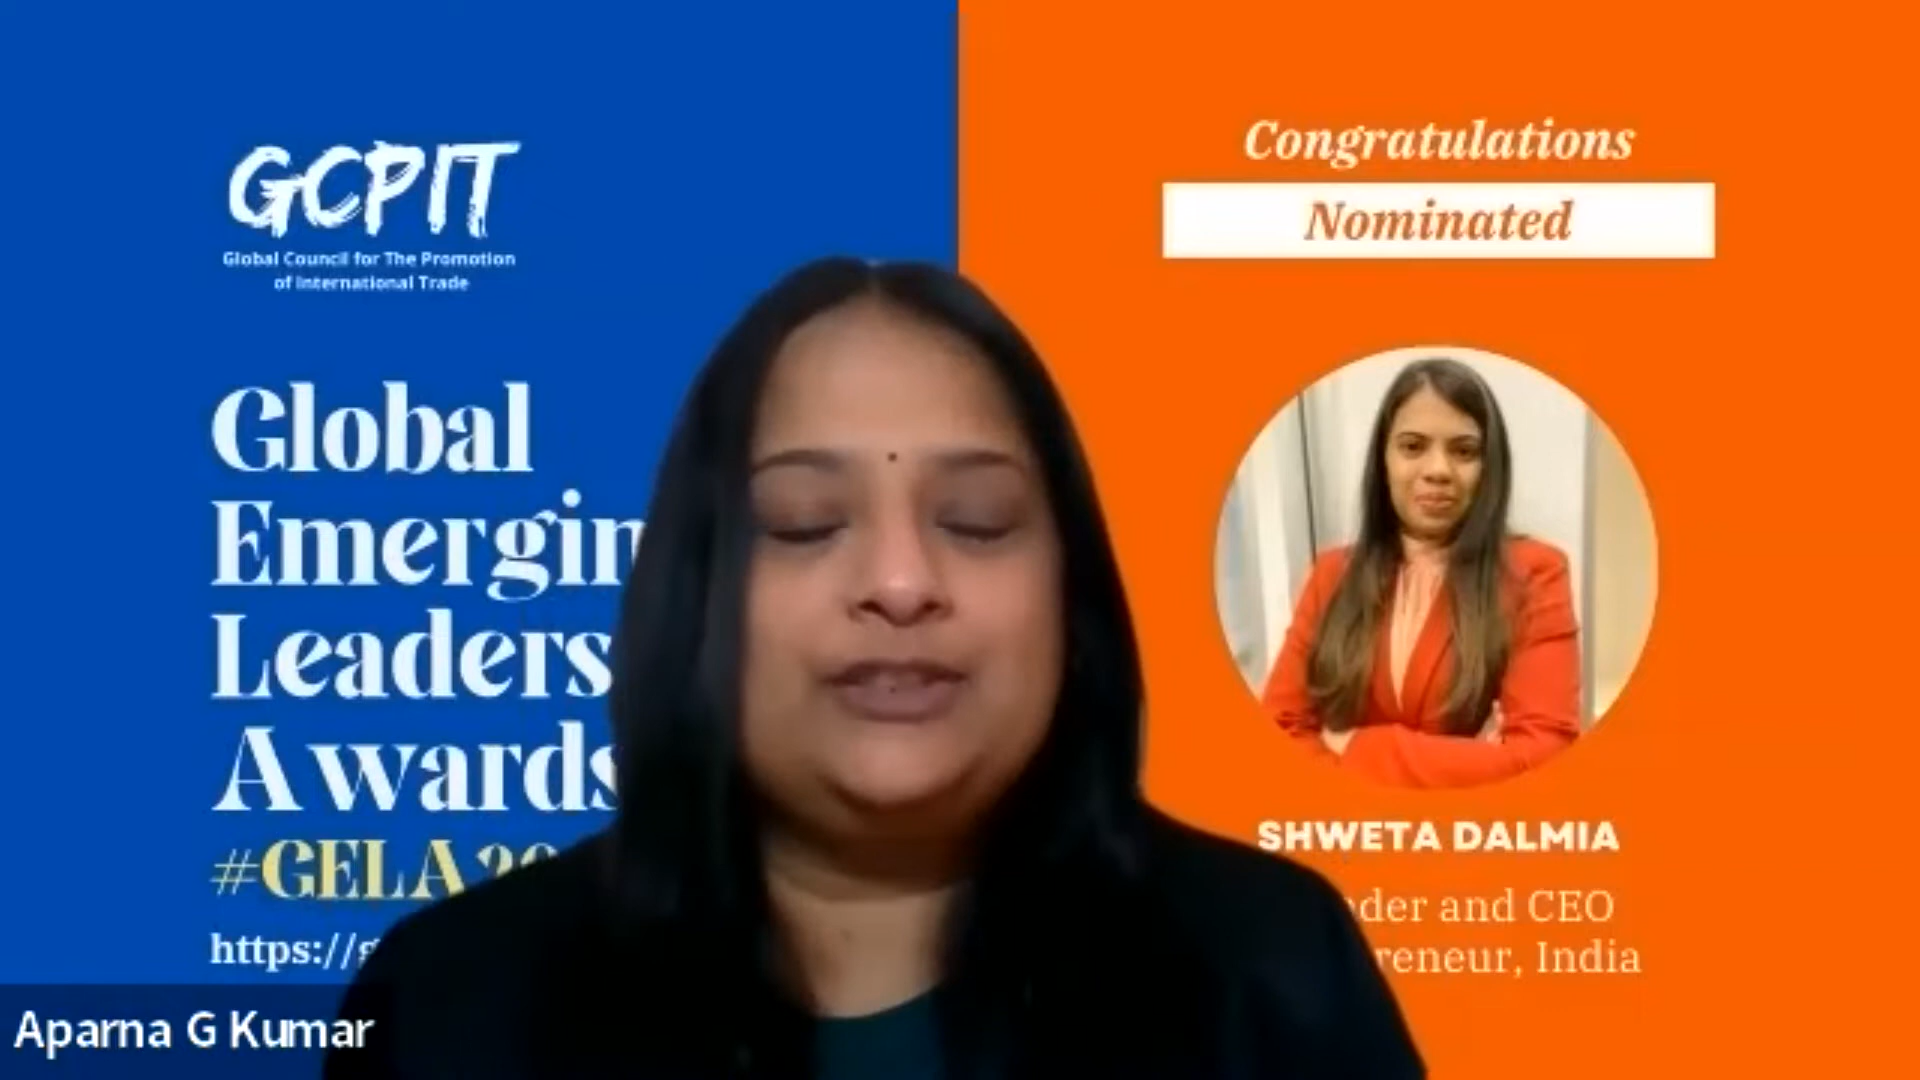 GCPIT
Global Council for The Promotion
of International Trade
Global
Emergin
Leaders
Awards
#GELA
https://g
Aparna G Kumar
Congratulations
Nominated
SHWETA DALMIA
der and CEO
reneur, India